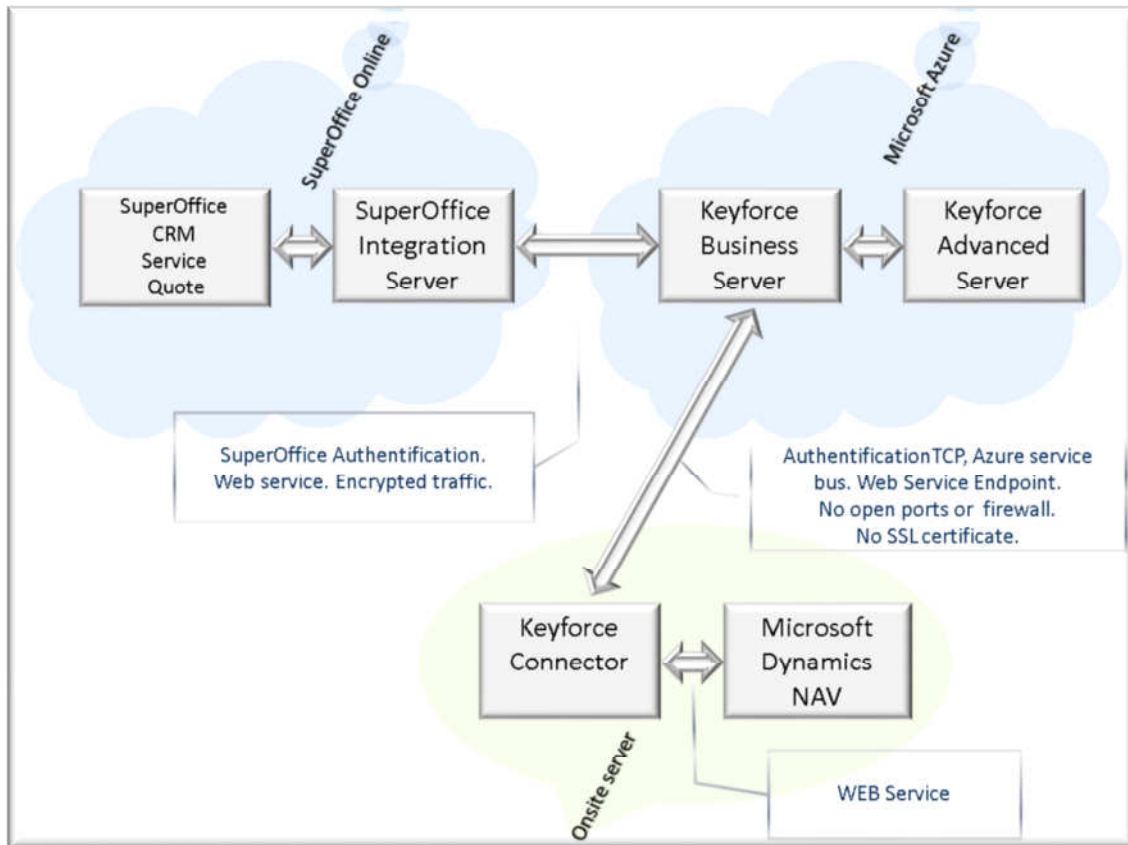 SuperOffice Online
Microsoft Azure
SuperOffice
CRM
Service
Quote
SuperOffice
Integration
Server
Keyforce
Business
Server
Keyforce
Advanced
Server
SuperOffice Authentification.
Web service. Encrypted traffic.
AuthentificationTCP, Azure service
bus. Web Service Endpoint.
No open ports or firewall.
No SSL certificate.
Keyforce
Connector
Microsoft
Dynamics
NAV
Onsite server
WEB Service